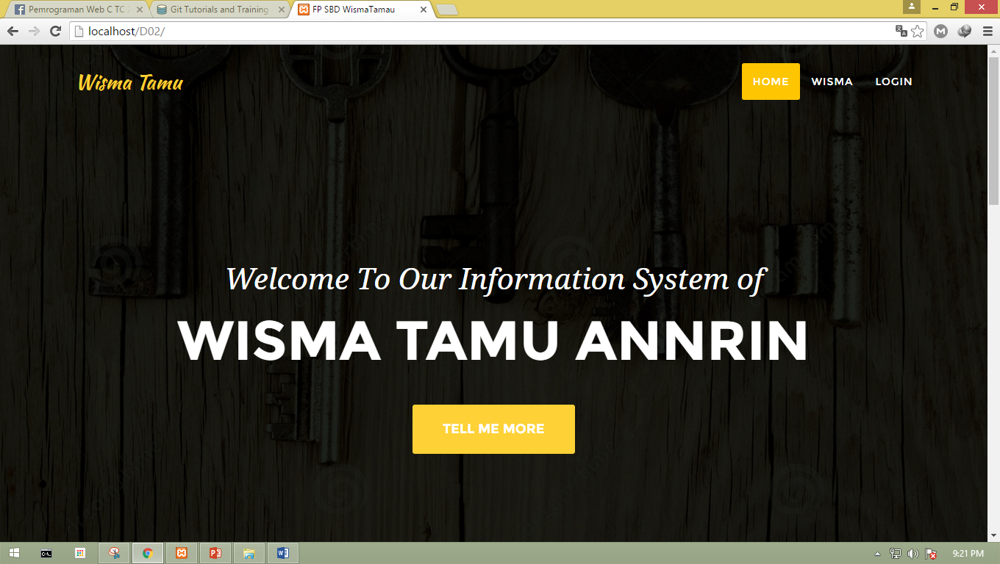 Pemrograman Web C TC
Git Tutorials and Training
FP SBD WismaTamau
localhost/D02/
Wisma Tamu
HOME
WISMA
LOGIN
Welcome To Our Information System of
WISMA TAMU ANNRIN
TELL ME MORE
9:21 PM